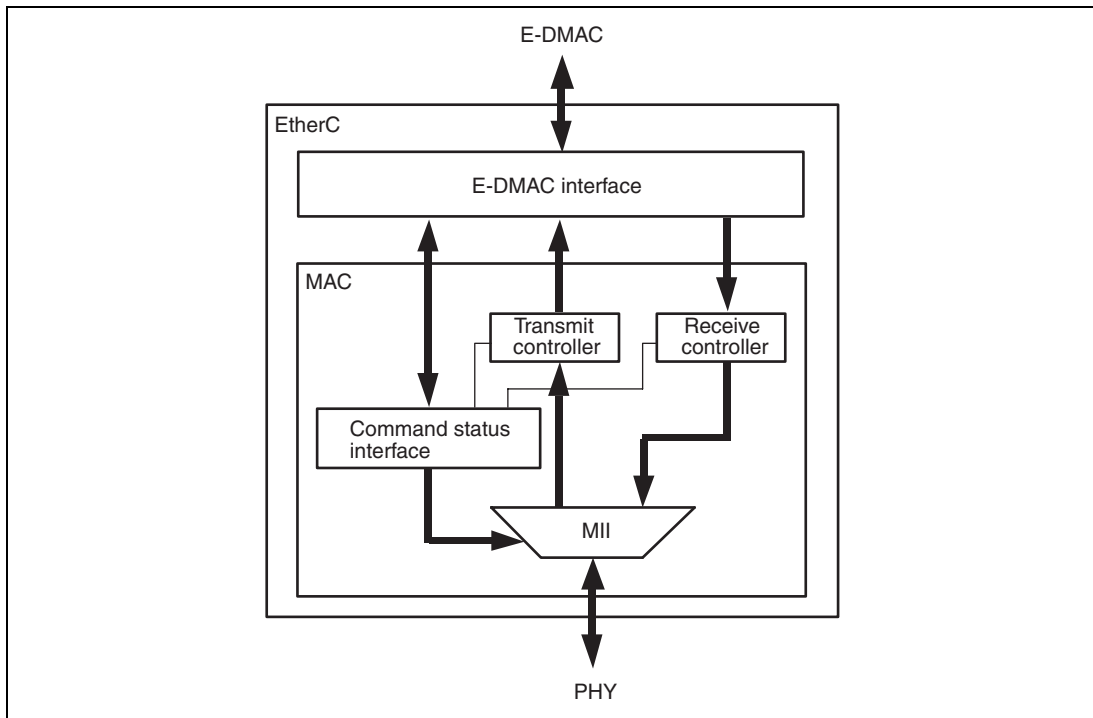 E-DMAC
EtherC
E-DMAC interface
MAC
Transmit
controller
Receive
controller
Command status
interface
MII
PHY